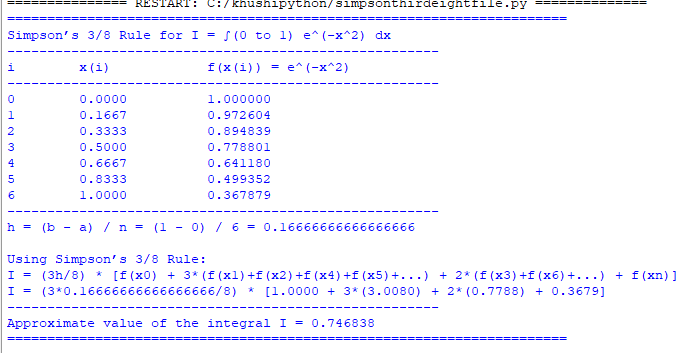 =============== RESTART: C:/khushipython/simpsonthirdeightfile.py ==============
======================================================================
Simpson's 3/8 Rule for I = ∫(0 to 1) e^(-x^2) dx
------------------------------------------------------
i x(i) f(x(i)) = e^(-x^2)
------------------------------------------------------
0 0.0000 1.000000
1 0.1667 0.972604
2 0.3333 0.894839
3 0.5000 0.778801
4 0.6667 0.641180
5 0.8333 0.499352
6 1.0000 0.367879
------------------------------------------------------
h = (b - a) / n = (1 - 0) / 6 = 0.16666666666666666
Using Simpson's 3/8 Rule:
I = (3h/8) * [f(x0) + 3*(f(x1)+f(x2)+f(x4)+f(x5)+...) + 2*(f(x3)+f(x6)+...) + f(xn)]
I = (3*0.16666666666666666/8) * [1.0000 + 3*(3.0080) + 2*(0.7788) + 0.3679]
------------------------------------------------------
Approximate value of the integral I = 0.746838
======================================================================